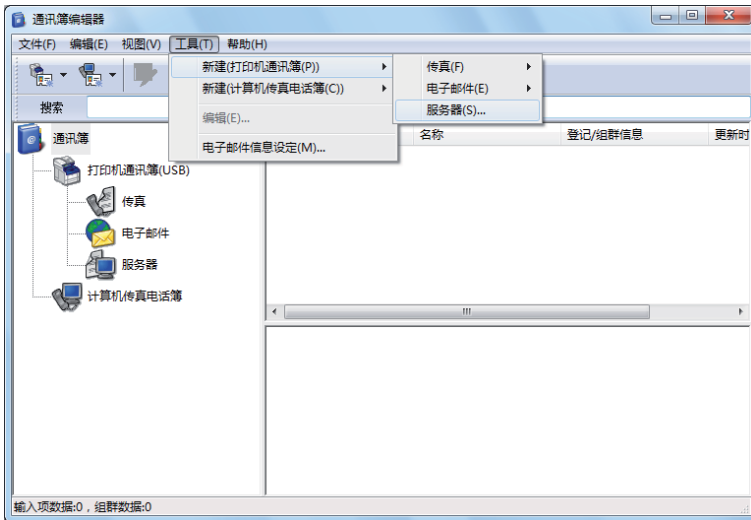 通讯簿编辑器
文件(F) 编辑(E) 视图(V) 工具(T) 帮助(H)
新建(打印机通讯簿(P))
新建(计算机传真电话簿(C))
编辑(E)...
电子邮件信息设定(M)...
传真(F)
电子邮件(E)
服务器(S)...
搜索
名称 登记/组群信息 更新时
通讯簿
打印机通讯簿(USB)
传真
电子邮件
服务器
计算机传真电话簿
输入项数据:0 , 组群数据:0